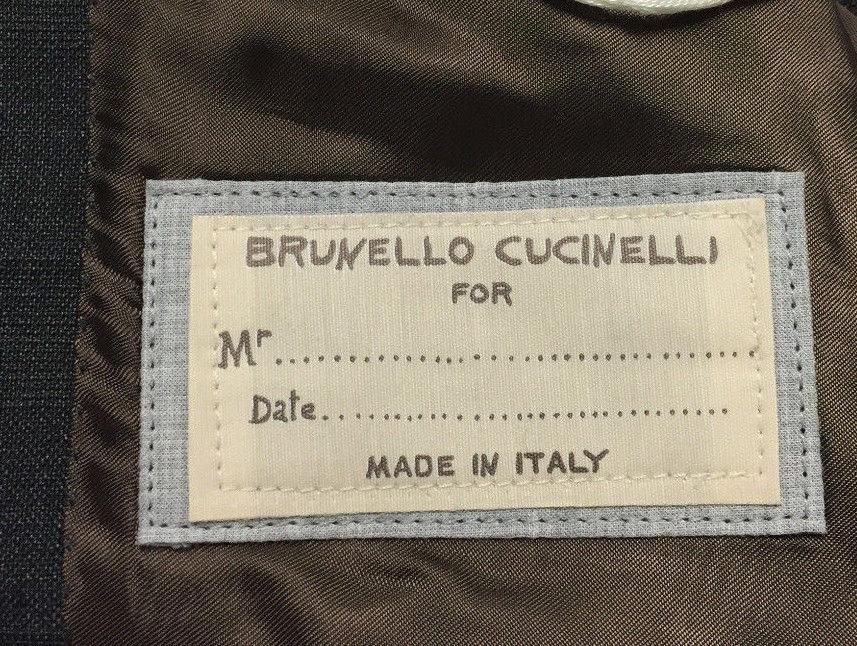 BRUNELLO CUCINELLI
FOR
Mr................................
Date...........................
MADE IN ITALY